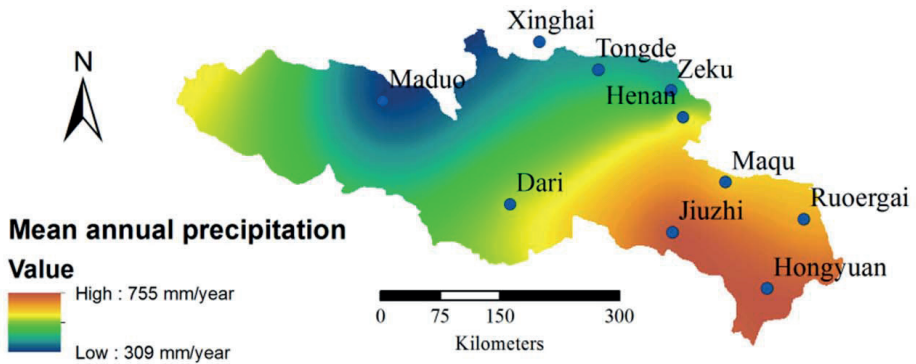 Xinghai
Tongde
N
Maduo
Zeku
Henan
Maqu
Dari
Ruoergai
Jiuzhi
Mean annual precipitation
Value
Hongyuan
High : 755 mm/year
0 75 150 300
Kilometers
Low : 309 mm/year